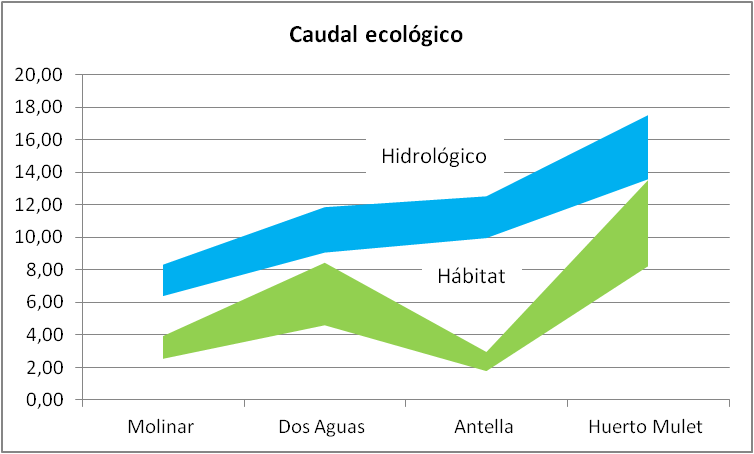 Caudal ecológico
20,00
18,00
16,00
14,00
12,00
10,00
8,00
6,00
4,00
2,00
0,00
Hidrológico
Hábitat
Molinar Dos Aguas Antella Huerto Mulet